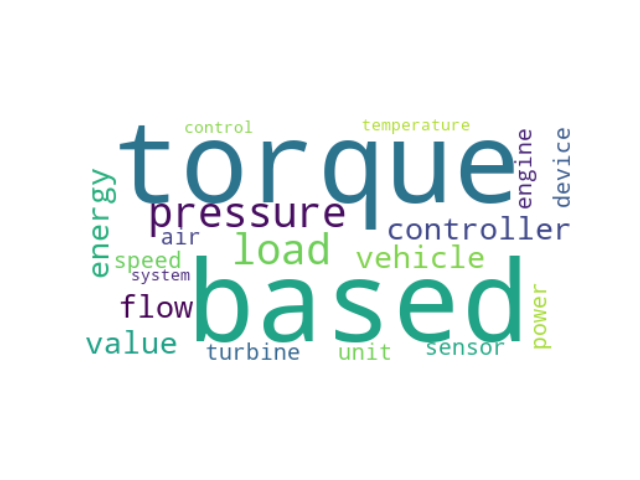 control
temperature
torque
engine
device
energy
pressure
air
controller
load
vehicle
speed
system
based
flow
power
value
turbine
unit
sensor